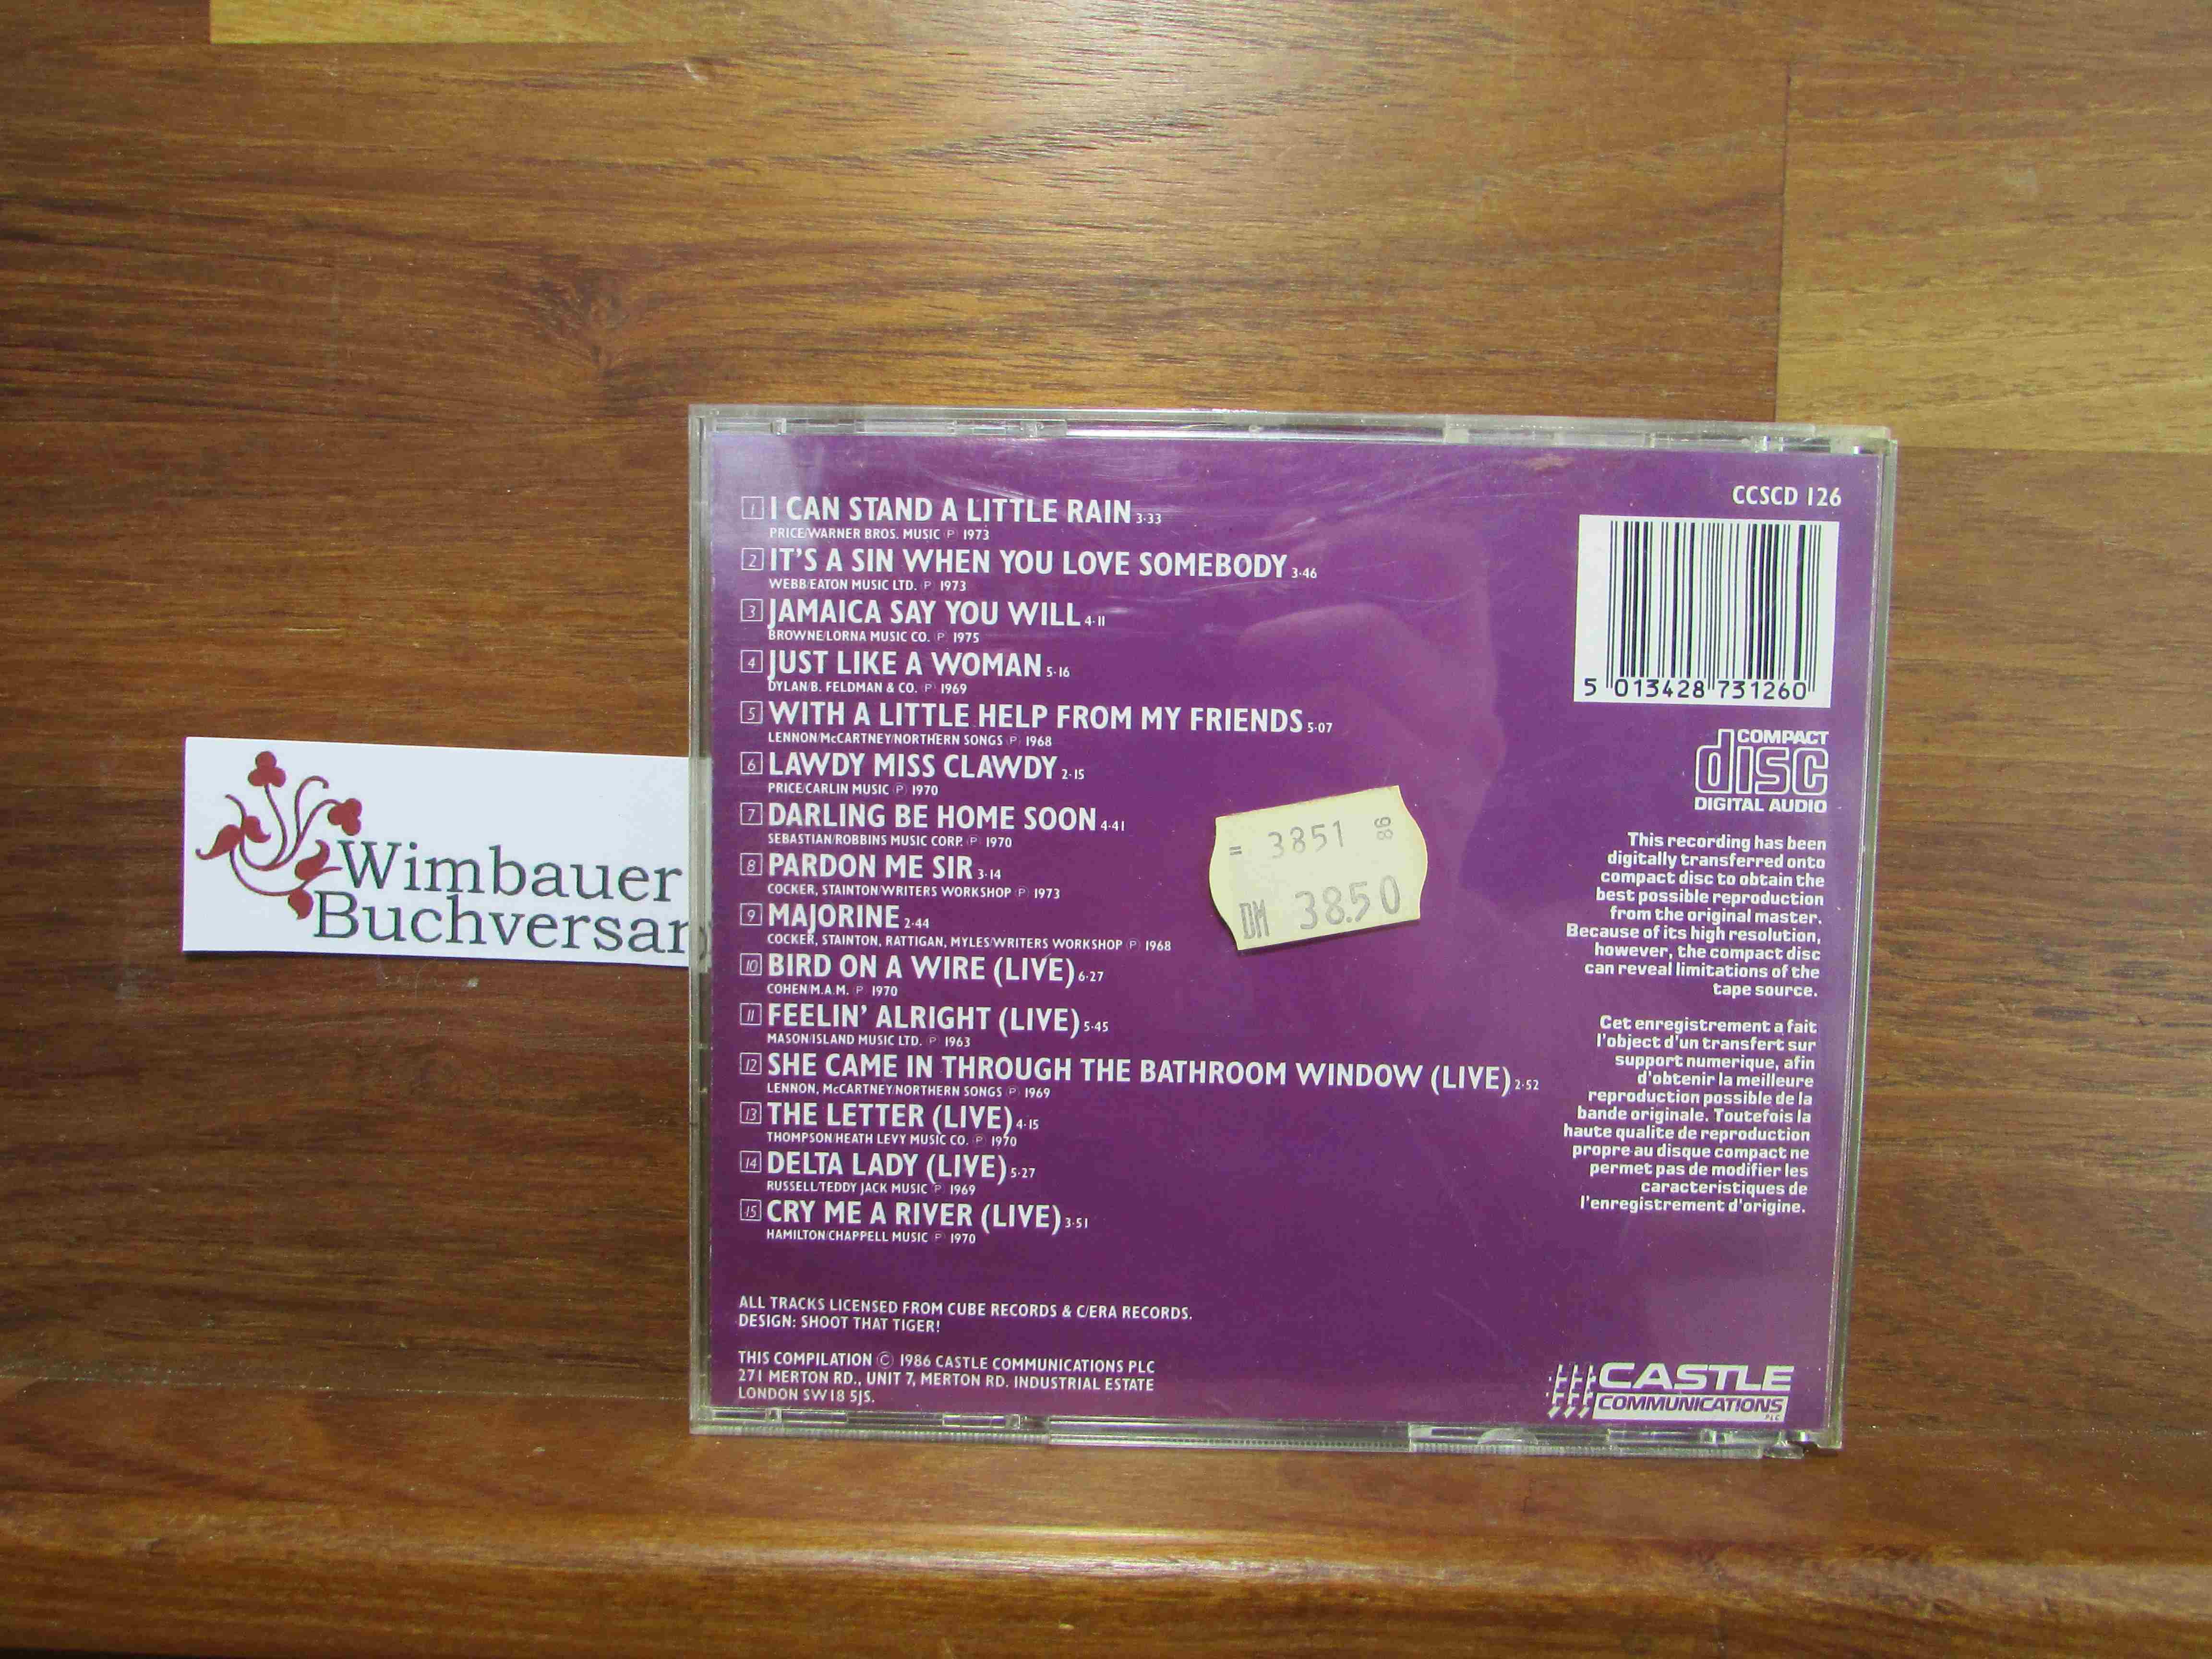 Wimbauer
Buchversan
1 I CAN STAND A LITTLE RAIN 3·33
PRICE/WARNER BROS. MUSIC Ⓟ 1973
2 IT'S A SIN WHEN YOU LOVE SOMEBODY 3·46
WEBB/EATON MUSIC LTD. Ⓟ 1973
3 JAMAICA SAY YOU WILL 4·11
BROWNE/LORNA MUSIC CO. Ⓟ 1975
4 JUST LIKE A WOMAN 5·16
DYLAN/B. FELDMAN & CO. Ⓟ 1969
5 WITH A LITTLE HELP FROM MY FRIENDS 5·07
LENNON/McCARTNEY/NORTHERN SONGS Ⓟ 1968
6 LAWDY MISS CLAWDY 2·15
PRICE/CARLIN MUSIC Ⓟ 1970
7 DARLING BE HOME SOON 4·41
SEBASTIAN/ROBBINS MUSIC CORP. Ⓟ 1970
8 PARDON ME SIR 3·14
COCKER, STAINTON/WRITERS WORKSHOP Ⓟ 1973
9 MAJORINE 2·44
COCKER, STAINTON, RATTIGAN, MYLES/WRITERS WORKSHOP Ⓟ 1968
10 BIRD ON A WIRE (LIVE) 6·27
COHEN/M.A.M. Ⓟ 1970
11 FEELIN' ALRIGHT (LIVE) 5·45
MASON/ISLAND MUSIC LTD. Ⓟ 1963
12 SHE CAME IN THROUGH THE BATHROOM WINDOW (LIVE) 2·52
LENNON, McCARTNEY/NORTHERN SONGS Ⓟ 1969
13 THE LETTER (LIVE) 4·15
THOMPSON/HEATH LEVY MUSIC CO. Ⓟ 1970
14 DELTA LADY (LIVE) 5·27
RUSSELL/TEDDY JACK MUSIC Ⓟ 1969
15 CRY ME A RIVER (LIVE) 3·51
HAMILTON/CHAPPELL MUSIC Ⓟ 1970
ALL TRACKS LICENSED FROM CUBE RECORDS & C/ERA RECORDS.
DESIGN: SHOOT THAT TIGER!
THIS COMPILATION © 1986 CASTLE COMMUNICATIONS PLC
271 MERTON RD., UNIT 7, MERTON RD. INDUSTRIAL ESTATE
LONDON SW18 5JS.
= 3851 86
DM 38.50
CCSCD 126
5 013428 731260
COMPACT
disc
DIGITAL AUDIO
This recording has been
digitally transferred onto
compact disc to obtain the
best possible reproduction
from the original master.
Because of its high resolution,
however, the compact disc
can reveal limitations of the
tape source.
Cet enregistrement a fait
l'object d'un transfert sur
support numerique, afin
d'obtenir la meilleure
reproduction possible de la
bande originale. Toutefois la
haute qualite de reproduction
propre au disque compact ne
permet pas de modifier les
caracteristiques de
l'enregistrement d'origine.
CASTLE
COMMUNICATIONS
PLC